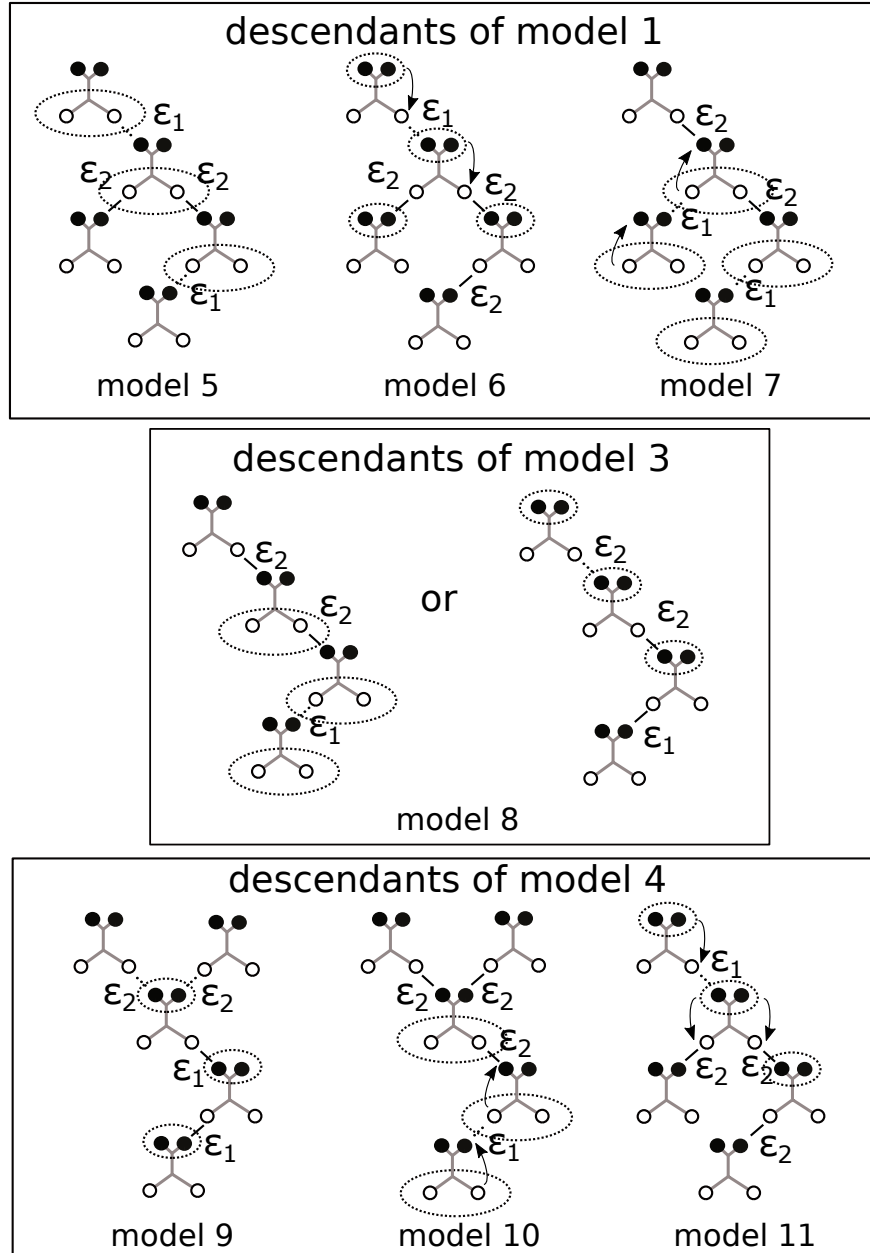 descendants of model 1
ε1 ε1 ε2
ε2 ε2 ε2 ε2 ε2
ε1
ε1 ε2 ε1
model 5 model 6 model 7
descendants of model 3
ε2 ε2
ε2 or ε2
ε1 ε1
model 8
descendants of model 4
ε1
ε2 ε2 ε2 ε2
ε1 ε2 ε2 ε2
ε1 ε1 ε2
model 9 model 10 model 11